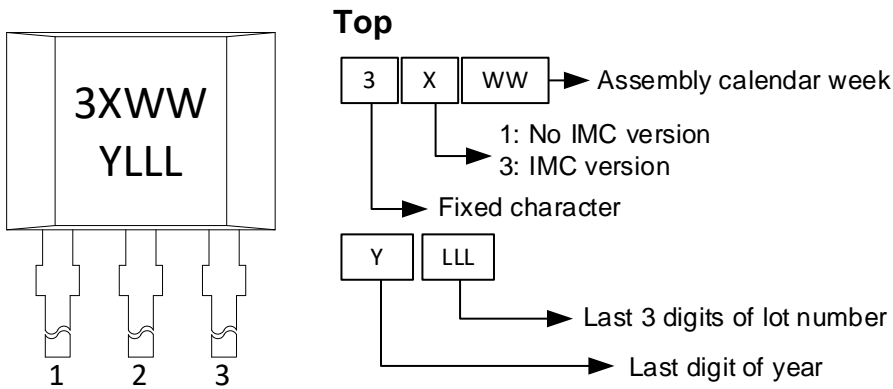 3XWW
YLLL
1 2 3
Top
3 X WW Assembly calendar week
1: No IMC version
3: IMC version
Fixed character
Y LLL
Last 3 digits of lot number
Last digit of year